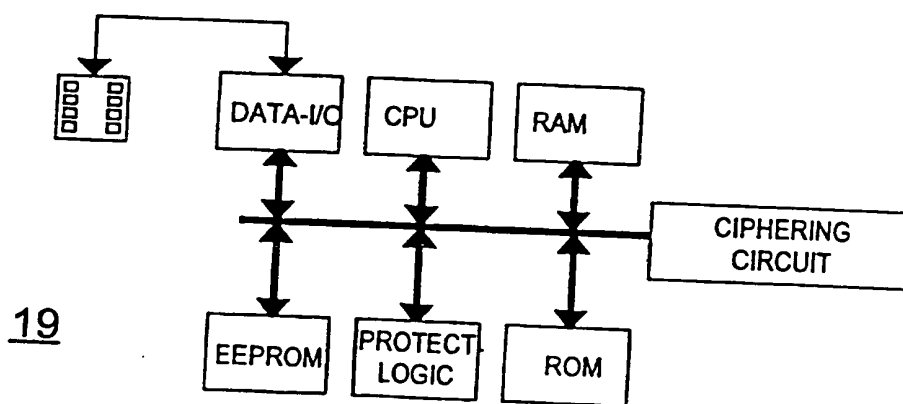 DATA-I/O
CPU
RAM
CIPHERING
CIRCUIT
19
EEPROM
PROTECT.
LOGIC
ROM